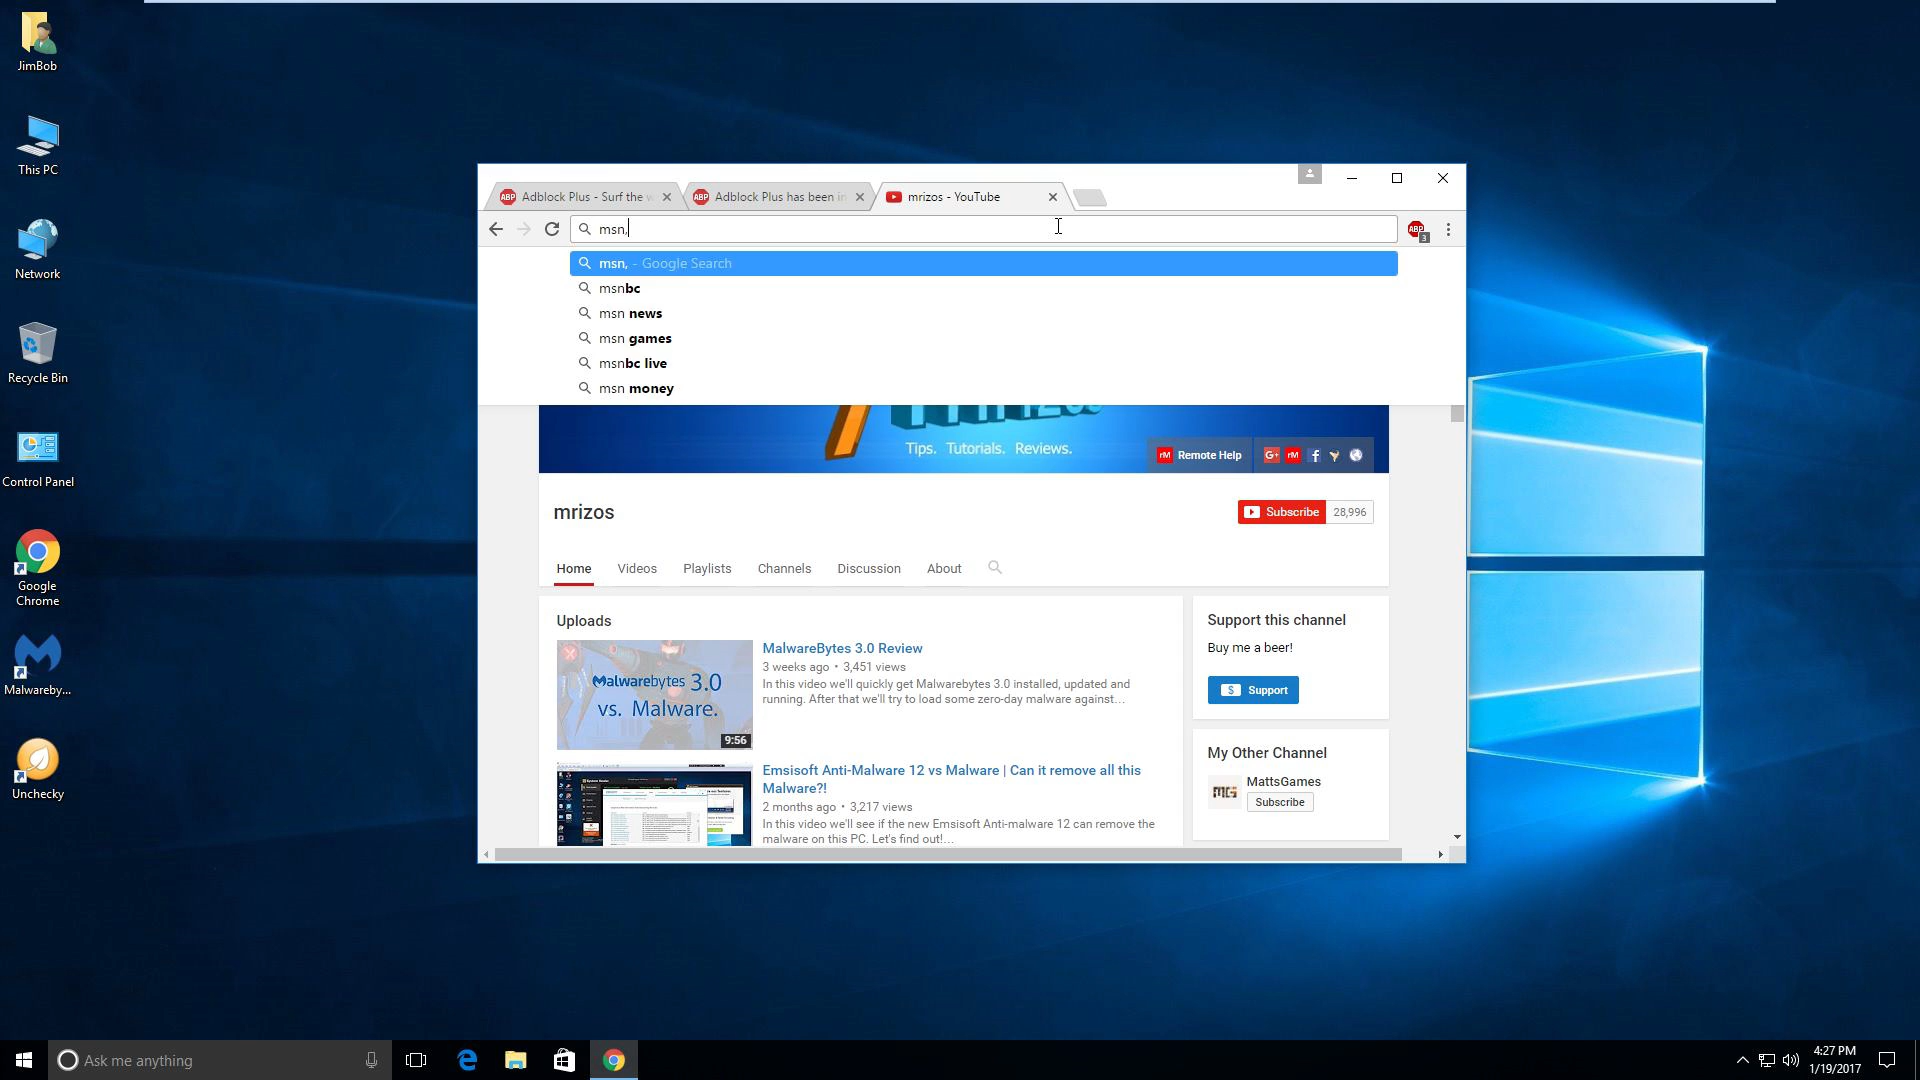 JimBob
This PC
Network
Recycle Bin
Control Panel
Google
Chrome
Malwareby...
Unchecky
ABP
Adblock Plus - Surf the w
ABP
Adblock Plus has been in
mrizos - YouTube
msn,
ABP
3
msn, - Google Search
msnbc
msn news
msn games
msnbc live
msn money
Tips. Tutorials. Reviews.
rM
Remote Help
G+
rM
f
mrizos
Subscribe
28,996
Home
Videos
Playlists
Channels
Discussion
About
Uploads
Malwarebytes 3.0
vs. Malware.
9:56
MalwareBytes 3.0 Review
3 weeks ago • 3,451 views
In this video we'll quickly get Malwarebytes 3.0 installed, updated and
running. After that we'll try to load some zero-day malware against...
Emsisoft Anti-Malware 12 vs Malware | Can it remove all this
Malware?!
2 months ago • 3,217 views
In this video we'll see if the new Emsisoft Anti-malware 12 can remove the
malware on this PC. Let's find out!...
Support this channel
Buy me a beer!
$
Support
My Other Channel
MG
MattsGames
Subscribe
Ask me anything
4:27 PM
1/19/2017